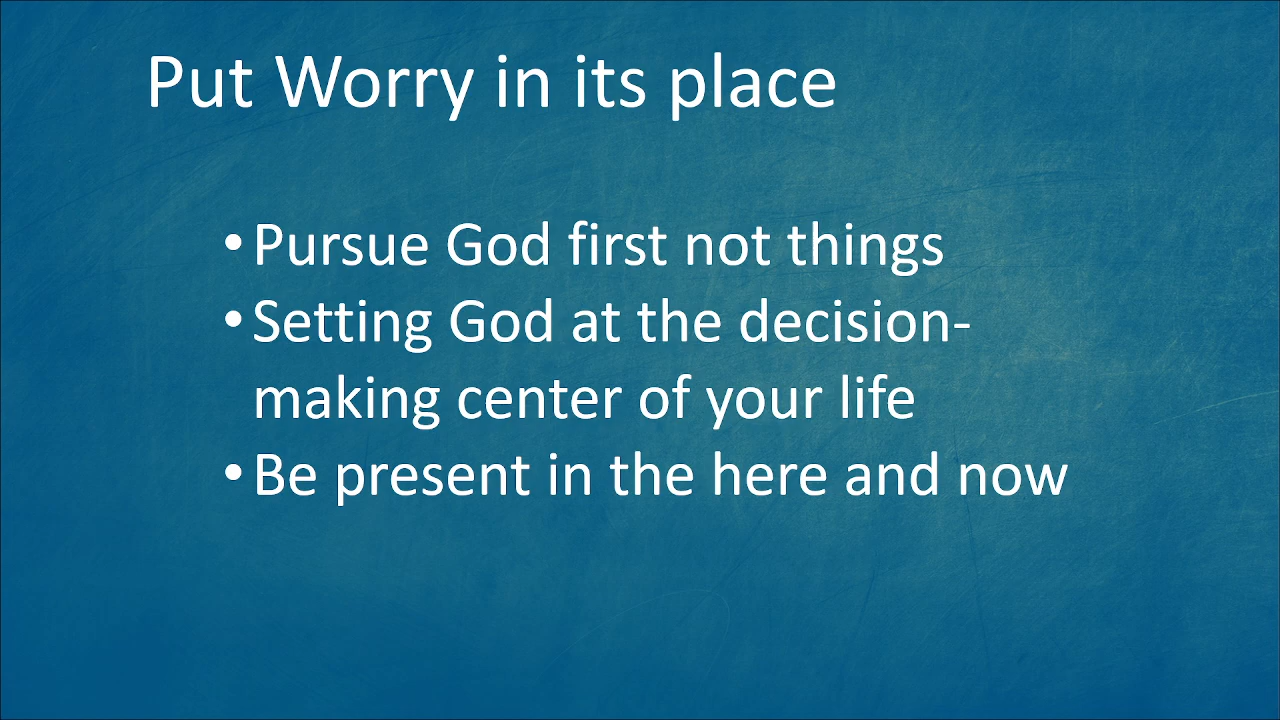 Put Worry in its place
•Pursue God first not things
•Setting God at the decision-
making center of your life
•Be present in the here and now